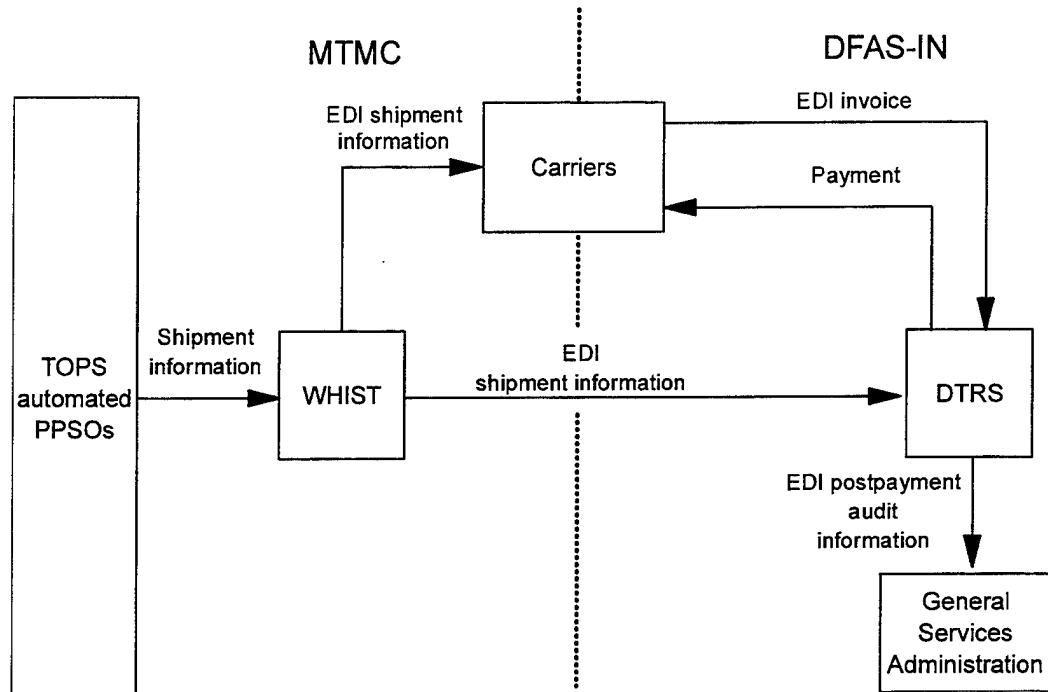 MTMC
DFAS-IN
EDI shipment
information
Carriers
EDI invoice
Payment
TOPS
automated
PPSOs
Shipment
information
WHIST
EDI
shipment information
DTRS
EDI postpayment
audit
information
General
Services
Administration